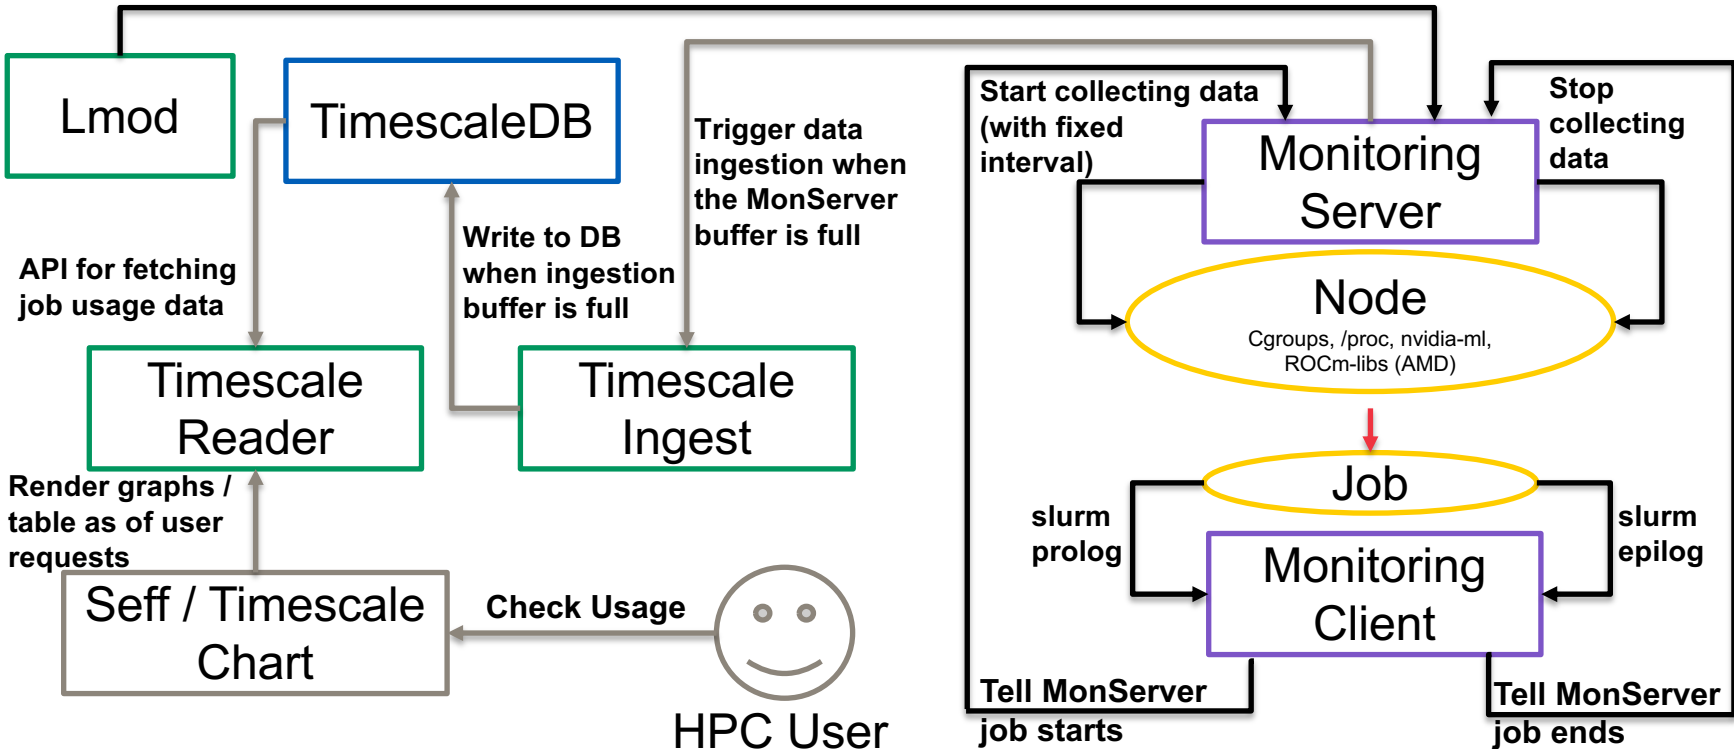 Lmod
TimescaleDB
Start collecting data
(with fixed
interval)
Stop
collecting
data
Trigger data
ingestion when
the MonServer
buffer is full
Monitoring
Server
Write to DB
when ingestion
buffer is full
API for fetching
job usage data
Node
Cgroups, /proc, nvidia-ml,
ROCm-libs (AMD)
Timescale
Reader
Timescale
Ingest
Render graphs /
table as of user
requests
Job
slurm
prolog
slurm
epilog
Monitoring
Client
Seff / Timescale
Chart
Check Usage
HPC User
Tell MonServer
job starts
Tell MonServer
job ends